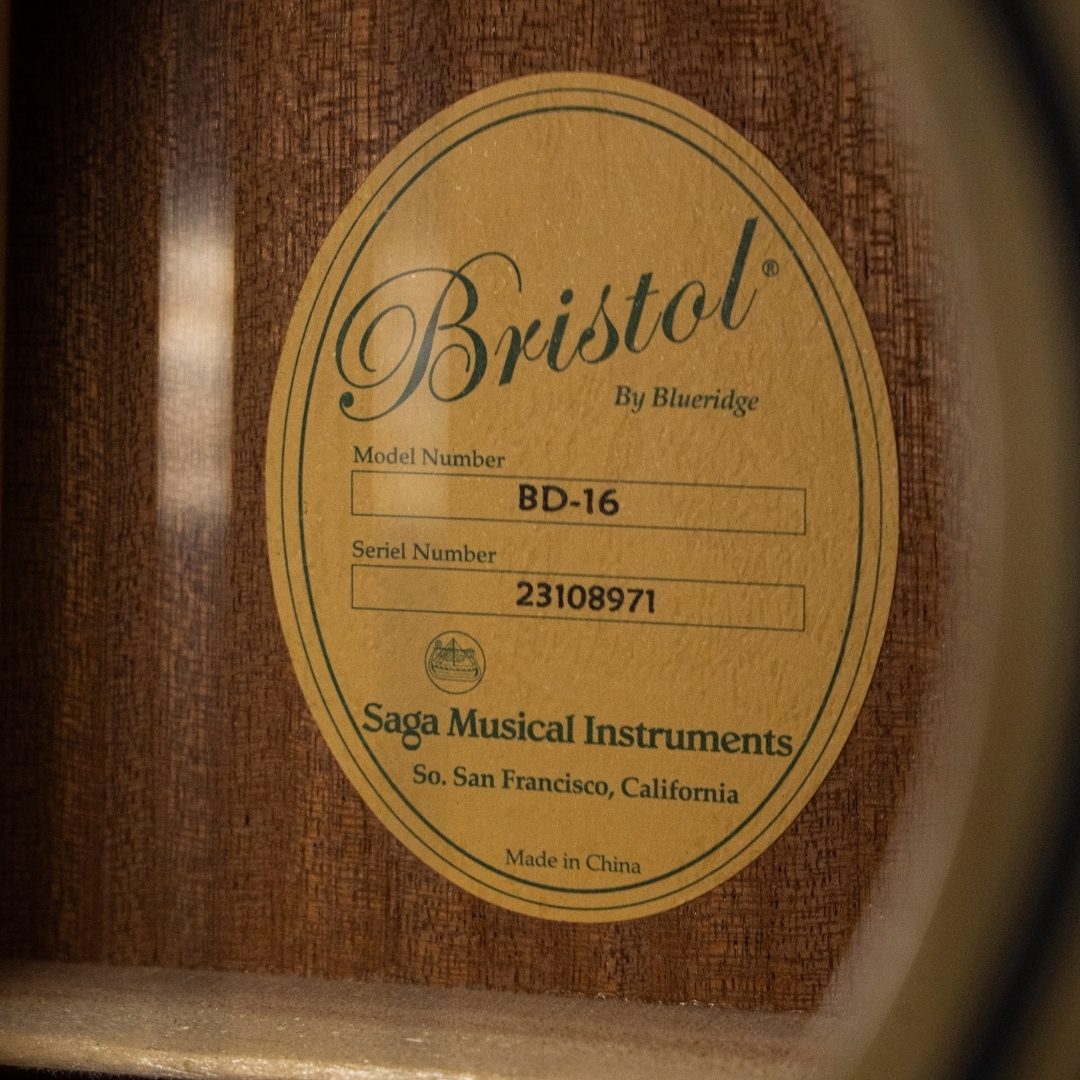 Bristol®
By Blueridge
Model Number
BD-16
Seriel Number
23108971
Saga Musical Instruments
So. San Francisco, California
Made in China